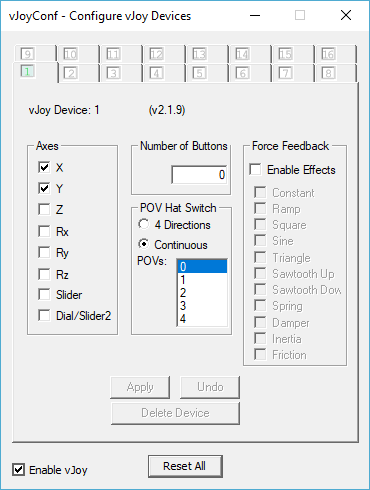 vJoyConf - Configure vJoy Devices
9 10 11 12 13 14 15 16
1 2 3 4 5 6 7 8
vJoy Device: 1 (v2.1.9)
Axes
X
Y
Z
Rx
Ry
Rz
Slider
Dial/Slider2
Number of Buttons
0
POV Hat Switch
4 Directions
Continuous
POVs:
0
1
2
3
4
Force Feedback
Enable Effects
Constant
Ramp
Square
Sine
Triangle
Sawtooth Up
Sawtooth Dow
Spring
Damper
Inertia
Friction
Apply Undo
Delete Device
Enable vJoy Reset All